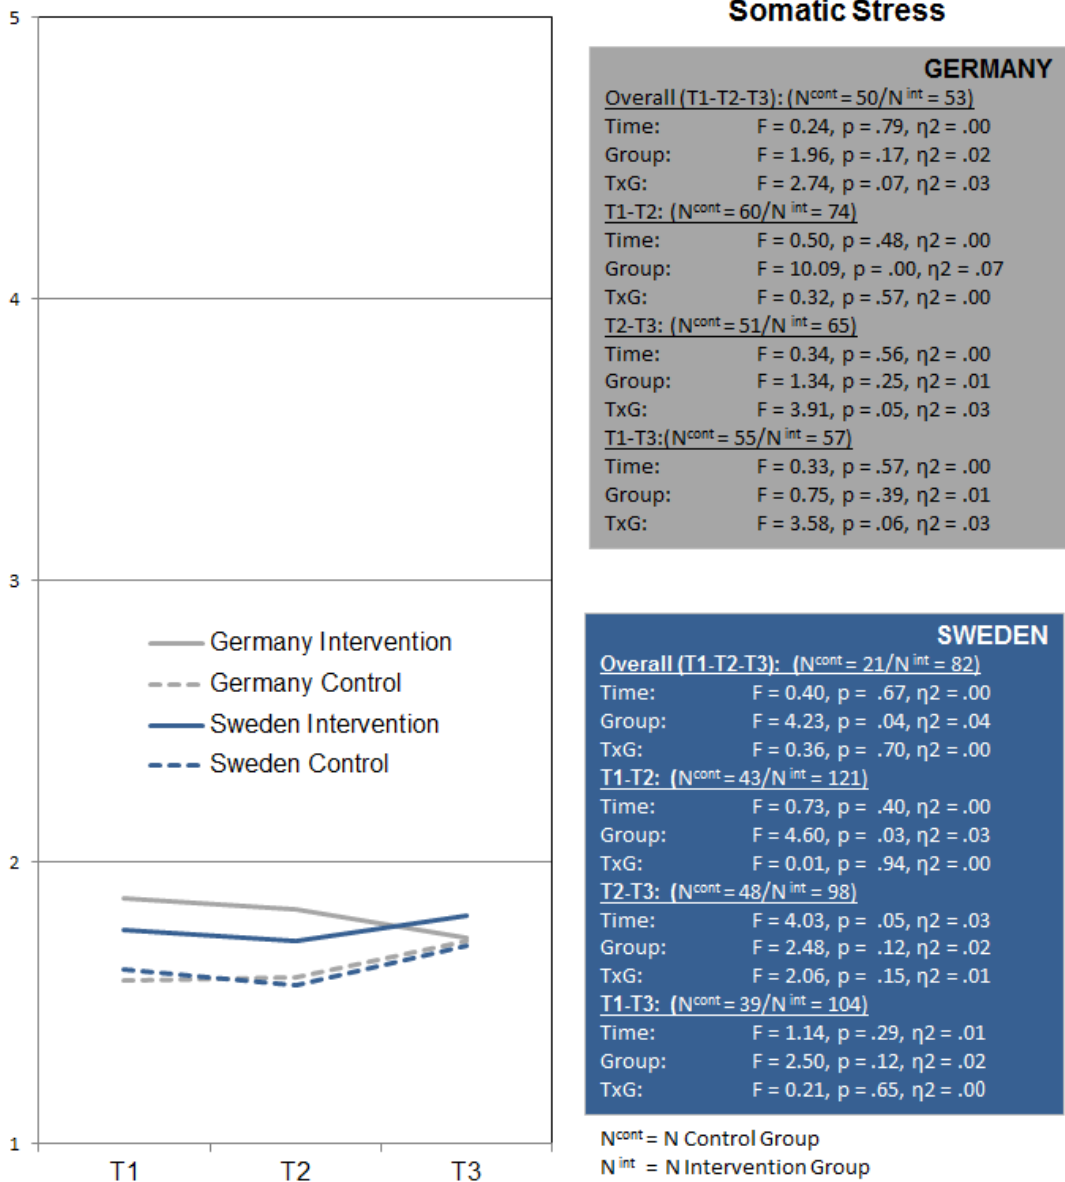 Somatic Stress
5
4
3
2
1
T1 T2 T3
Germany Intervention
Germany Control
Sweden Intervention
Sweden Control
GERMANY
Overall (T1-T2-T3): (Ncont = 50/N int = 53)
Time: F = 0.24, p = .79, η2 = .00
Group: F = 1.96, p = .17, η2 = .02
TxG: F = 2.74, p = .07, η2 = .03
T1-T2: (Ncont = 60/N int = 74)
Time: F = 0.50, p = .48, η2 = .00
Group: F = 10.09, p = .00, η2 = .07
TxG: F = 0.32, p = .57, η2 = .00
T2-T3: (Ncont = 51/N int = 65)
Time: F = 0.34, p = .56, η2 = .00
Group: F = 1.34, p = .25, η2 = .01
TxG: F = 3.91, p = .05, η2 = .03
T1-T3:(Ncont = 55/N int = 57)
Time: F = 0.33, p = .57, η2 = .00
Group: F = 0.75, p = .39, η2 = .01
TxG: F = 3.58, p = .06, η2 = .03
SWEDEN
Overall (T1-T2-T3): (Ncont = 21/N int = 82)
Time: F = 0.40, p = .67, η2 = .00
Group: F = 4.23, p = .04, η2 = .04
TxG: F = 0.36, p = .70, η2 = .00
T1-T2: (Ncont = 43/N int = 121)
Time: F = 0.73, p = .40, η2 = .00
Group: F = 4.60, p = .03, η2 = .03
TxG: F = 0.01, p = .94, η2 = .00
T2-T3: (Ncont = 48/N int = 98)
Time: F = 4.03, p = .05, η2 = .03
Group: F = 2.48, p = .12, η2 = .02
TxG: F = 2.06, p = .15, η2 = .01
T1-T3: (Ncont = 39/N int = 104)
Time: F = 1.14, p = .29, η2 = .01
Group: F = 2.50, p = .12, η2 = .02
TxG: F = 0.21, p = .65, η2 = .00
Ncont = N Control Group
N int = N Intervention Group